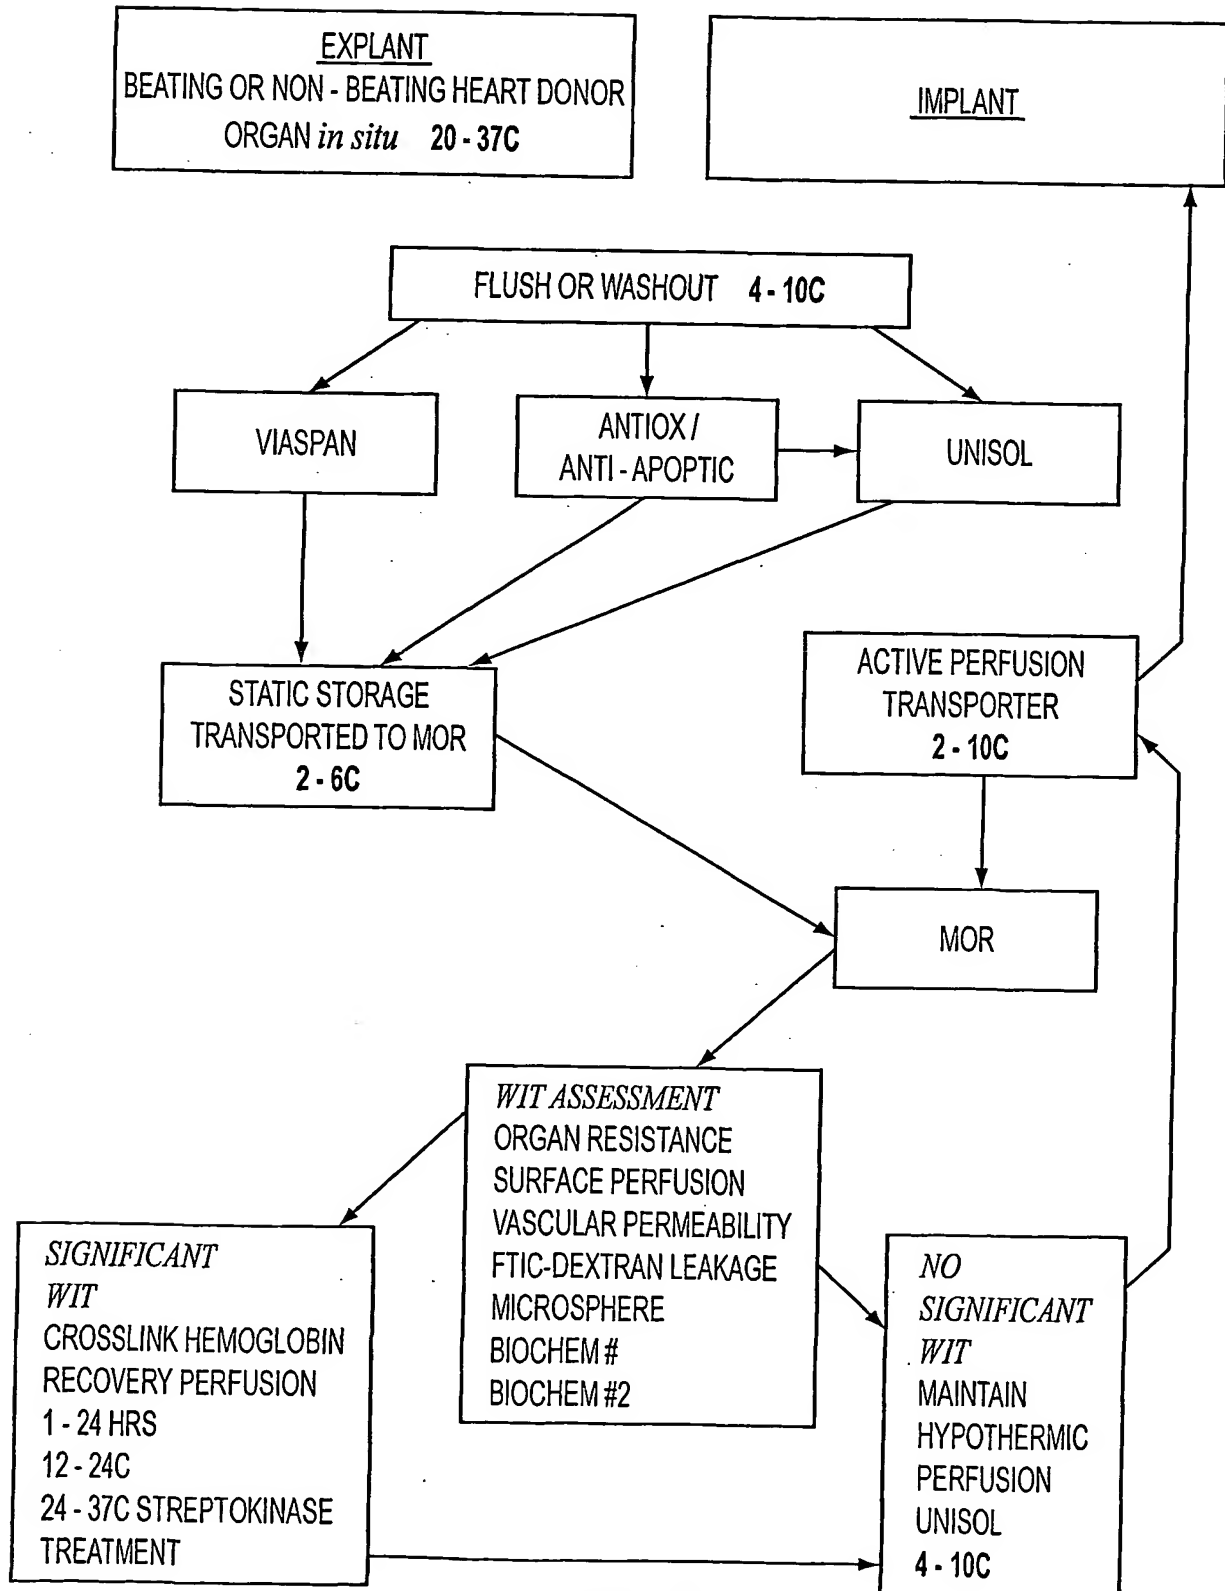 EXPLANT
BEATING OR NON - BEATING HEART DONOR
ORGAN in situ 20 - 37C
IMPLANT
FLUSH OR WASHOUT 4 - 10C
VIASPAN
ANTIOX /
ANTI - APOPTIC
UNISOL
STATIC STORAGE
TRANSPORTED TO MOR
2 - 6C
ACTIVE PERFUSION
TRANSPORTER
2 - 10C
MOR
WIT ASSESSMENT
ORGAN RESISTANCE
SURFACE PERFUSION
VASCULAR PERMEABILITY
FTIC-DEXTRAN LEAKAGE
MICROSPHERE
BIOCHEM #
BIOCHEM #2
SIGNIFICANT
WIT
CROSSLINK HEMOGLOBIN
RECOVERY PERFUSION
1 - 24 HRS
12 - 24C
24 - 37C STREPTOKINASE
TREATMENT
NO
SIGNIFICANT
WIT
MAINTAIN
HYPOTHERMIC
PERFUSION
UNISOL
4 - 10C